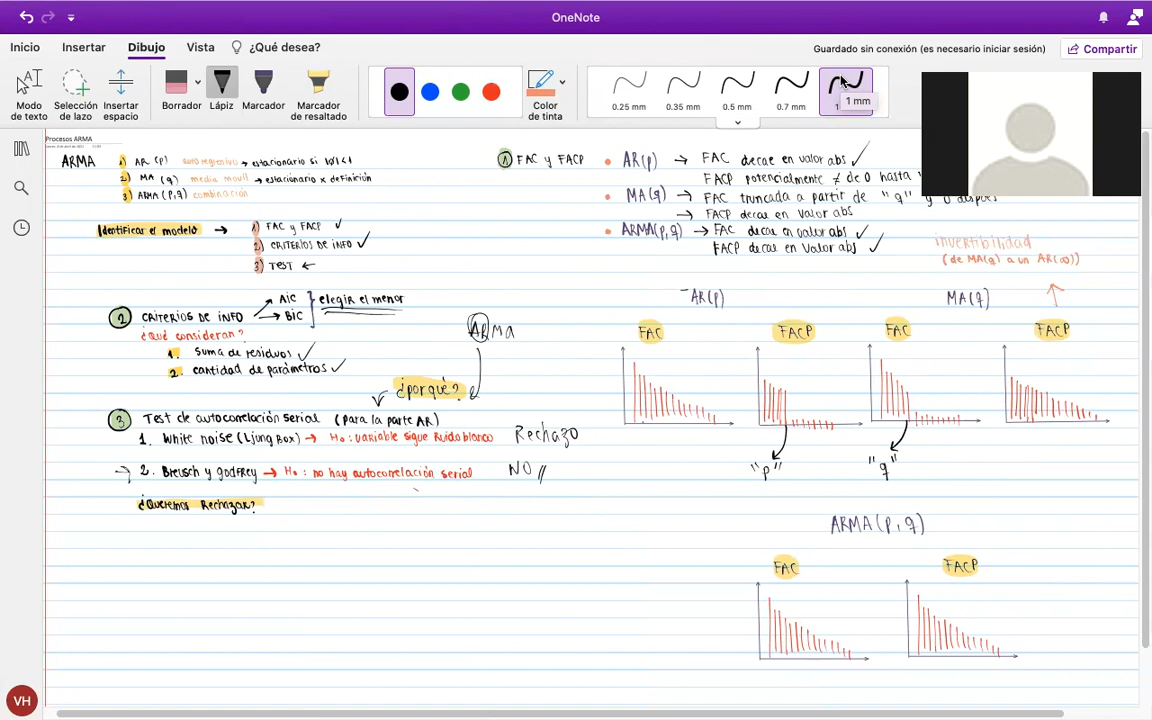 OneNote
Inicio Insertar Dibujo Vista ¿Qué desea?
Guardado sin conexión (es necesario iniciar sesión) Compartir
Modo de texto
Selección de lazo
Insertar espacio
Borrador
Lápiz
Marcador
Marcador de resaltado
Color de tinta
0.25 mm 0.35 mm 0.5 mm 0.7 mm
1 mm
Procesos ARMA
ARMA
1) AR (p) auto regresivo → estacionario si |φ|<1
2) MA (q) media movil → estacionario x definición
3) ARMA (p,q) combinación
Identificar el modelo →
1) FAC y FACP ✓
2) CRITERIOS DE INFO ✓
3) TEST ←
2 CRITERIOS DE INFO → AIC
→ BIC
elegir el menor
¿Qué consideran?
1. Suma de residuos ✓
2. cantidad de parámetros ✓
ARMA
¿porqué?
3 Test de autocorrelación serial (para la parte AR)
1. White noise (Ljung Box) → Ho: variable sigue Ruido blanco Rechazo
→ 2. Breusch y godfrey → Ho: no hay autocorrelación serial NO //
¿Queremos Rechazar?
1 FAC y FACP
• AR(p) → FAC decae en valor abs ✓
FACP potencialmente ≠ de 0 hasta
• MA(q) → FAC truncada a partir de "q" y 0 despues
→ FACP decae en valor abs
• ARMA(p,q) → FAC decae en valor abs ✓
FACP decae en Valor abs ✓
invertibilidad
(de MA(q) a un AR(∞))
AR(p)
MA(q)
FAC FACP FAC FACP
"p" "q"
ARMA(p,q)
FAC FACP
VH